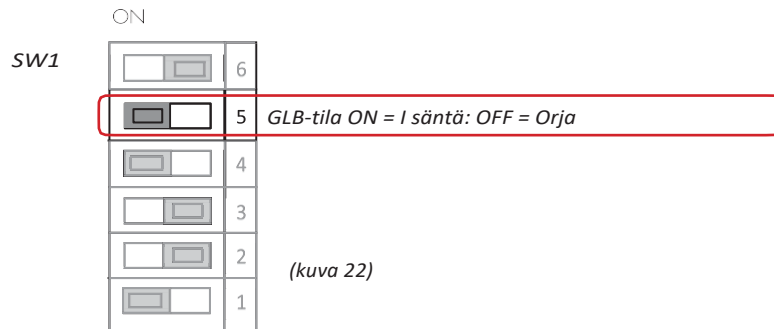 ON
SW1
6
5 GLB-tila ON = I säntä: OFF = Orja
4
3
2
(kuva 22)
1